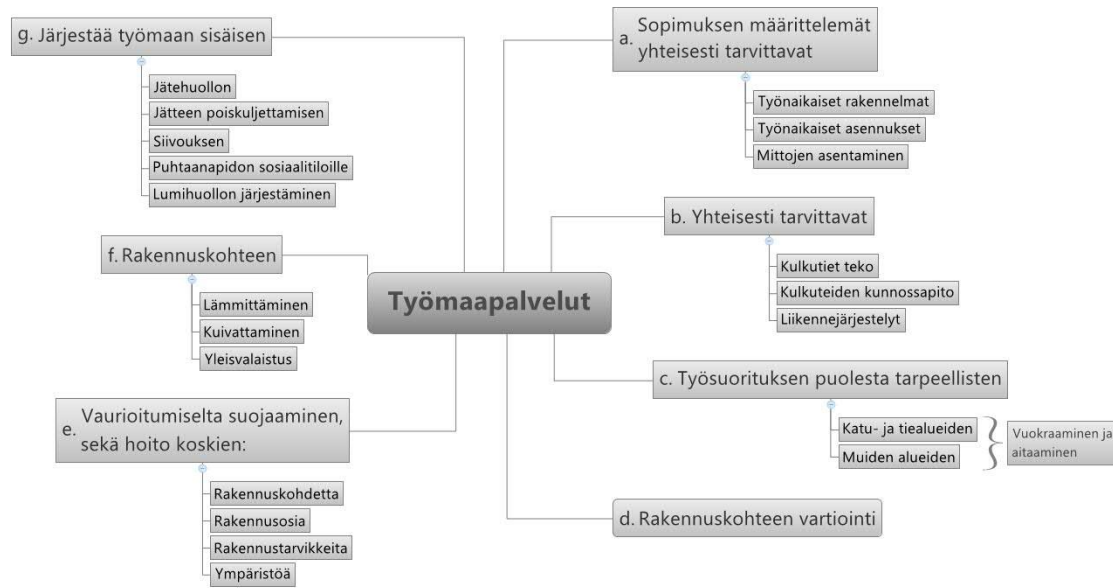 Työmaapalvelut
a. Sopimuksen määrittelemät
yhteisesti tarvittavat
Työnaikaiset rakennelmat
Työnaikaiset asennukset
Mittojen asentaminen
b. Yhteisesti tarvittavat
Kulkutiet teko
Kulkuteiden kunnossapito
Liikennejärjestelyt
c. Työsuorituksen puolesta tarpeellisten
Katu- ja tiealueiden
Muiden alueiden
Vuokraaminen ja
aitaaminen
d. Rakennuskohteen vartiointi
e. Vaurioitumiselta suojaaminen,
sekä hoito koskien:
Rakennuskohdetta
Rakennusosia
Rakennustarvikkeita
Ympäristöä
f. Rakennuskohteen
Lämmittäminen
Kuivattaminen
Yleisvalaistus
g. Järjestää työmaan sisäisen
Jätehuollon
Jätteen poiskuljettamisen
Siivouksen
Puhtaanapidon sosiaalitiloille
Lumihuollon järjestäminen